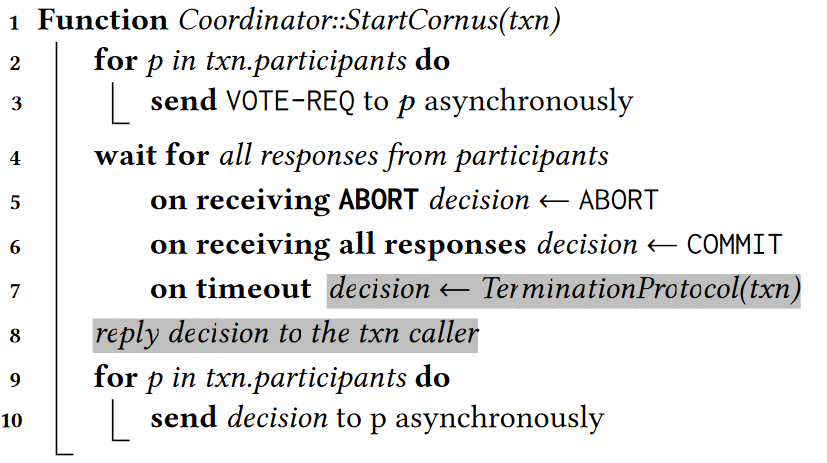 1 Function Coordinator::StartCornus(txn)
2 for p in txn.participants do
3 send VOTE-REQ to p asynchronously
4 wait for all responses from participants
5 on receiving ABORT decision ← ABORT
6 on receiving all responses decision ← COMMIT
7 on timeout decision ← TerminationProtocol(txn)
8 reply decision to the txn caller
9 for p in txn.participants do
10 send decision to p asynchronously